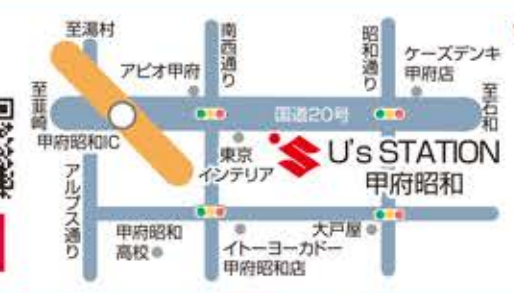 至湯村
南西通り
昭和通り
アピオ甲府
ケーズデンキ
甲府店
至韮崎
国道20号
至石和
甲府昭和IC
東京
インテリア
U's STATION
甲府昭和
アルプス通り
甲府昭和
高校
イトーヨーカドー
甲府昭和店
大戸屋